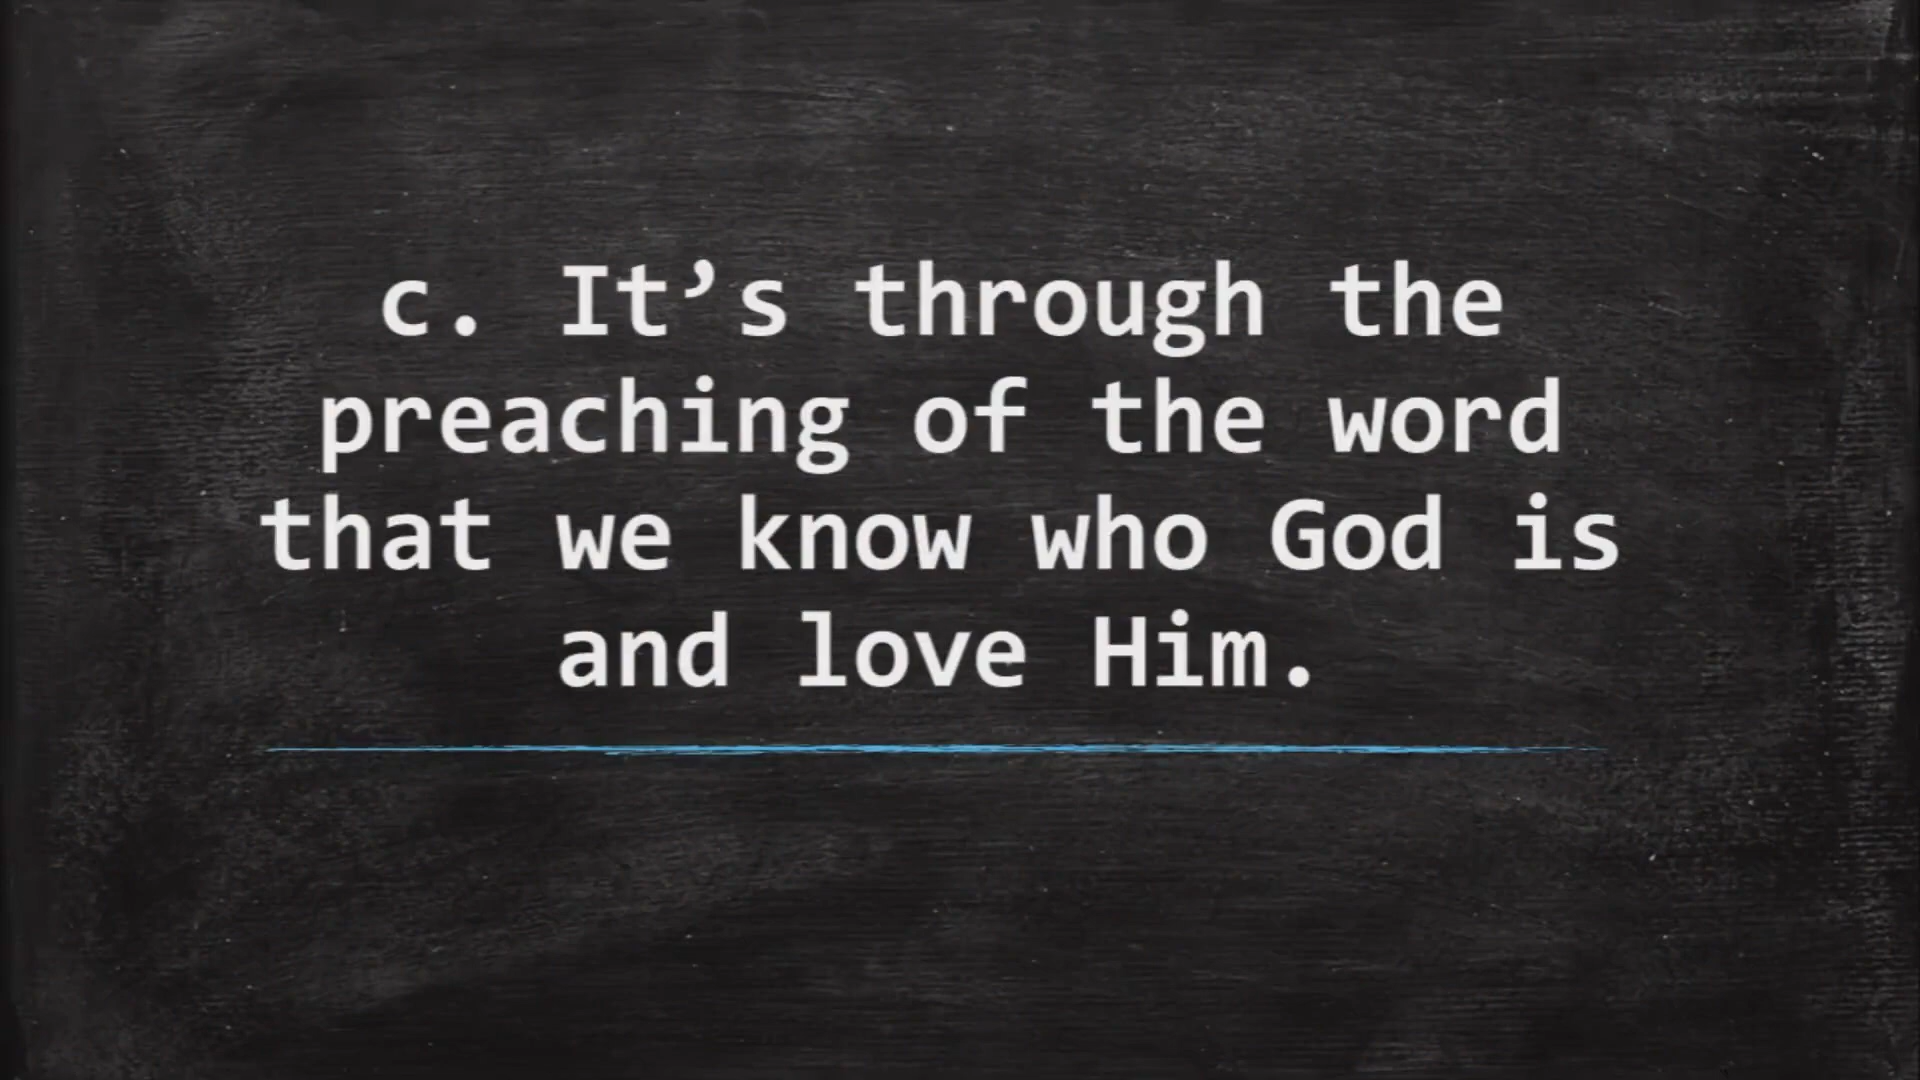 c. It’s through the
preaching of the word
that we know who God is
and love Him.